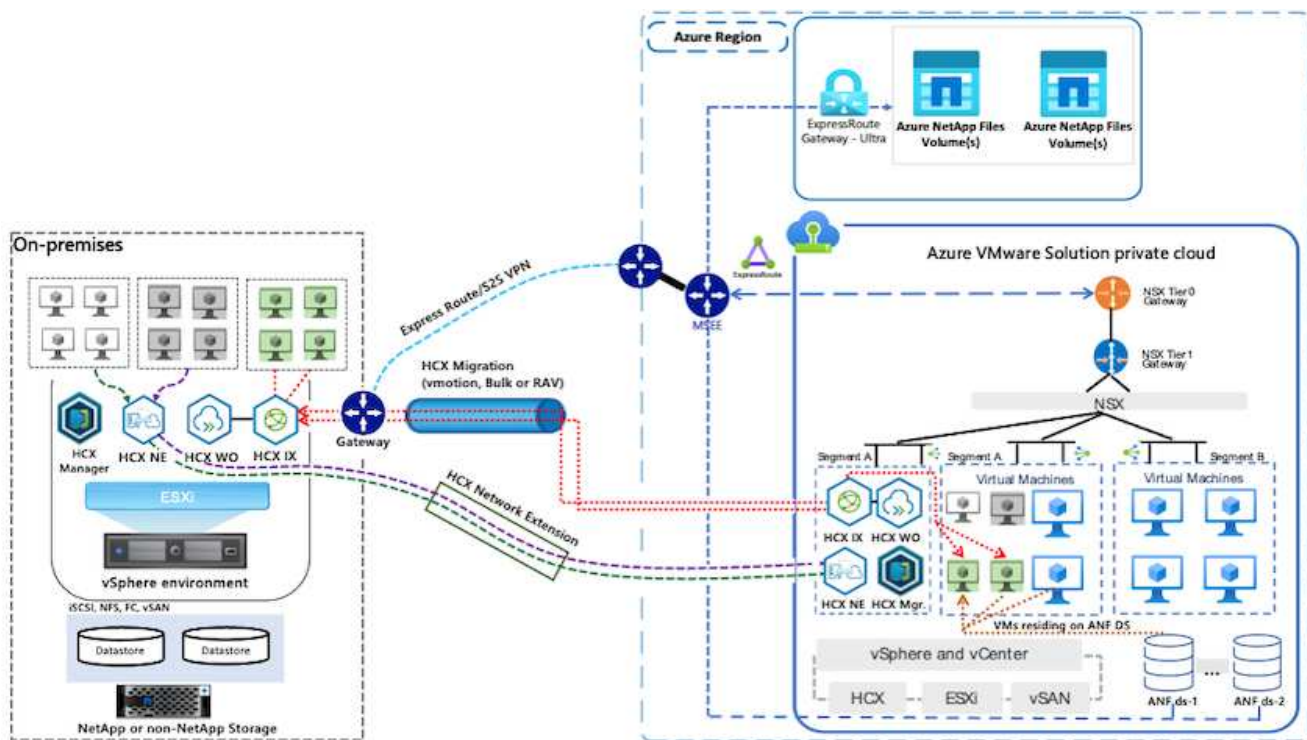 Azure Region
ExpressRoute
Gateway - Ultra
Azure NetApp Files
Volume(s)
Azure NetApp Files
Volume(s)
On-premises
HCX
Manager
HCX NE
HCX WO
HCX IX
ESXi
vSphere environment
iSCSI, NFS, FC, vSAN
Datastore
Datastore
NetApp or non-NetApp Storage
Gateway
Express Route/S2S VPN
HCX Migration
(vmotion, Bulk or RAV)
HCX Network Extension
MSEE
ExpressRoute
Azure VMware Solution private cloud
NSX Tier0
Gateway
NSX Tier1
Gateway
NSX
Segment A
Segment A
Segment B
HCX IX
HCX WO
HCX NE
HCX Mgr.
Virtual Machines
Virtual Machines
VMs residing on ANF DS
vSphere and vCenter
HCX
ESXi
vSAN
...
ANF ds-1
ANF ds-2